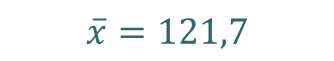 x̄ = 121,7